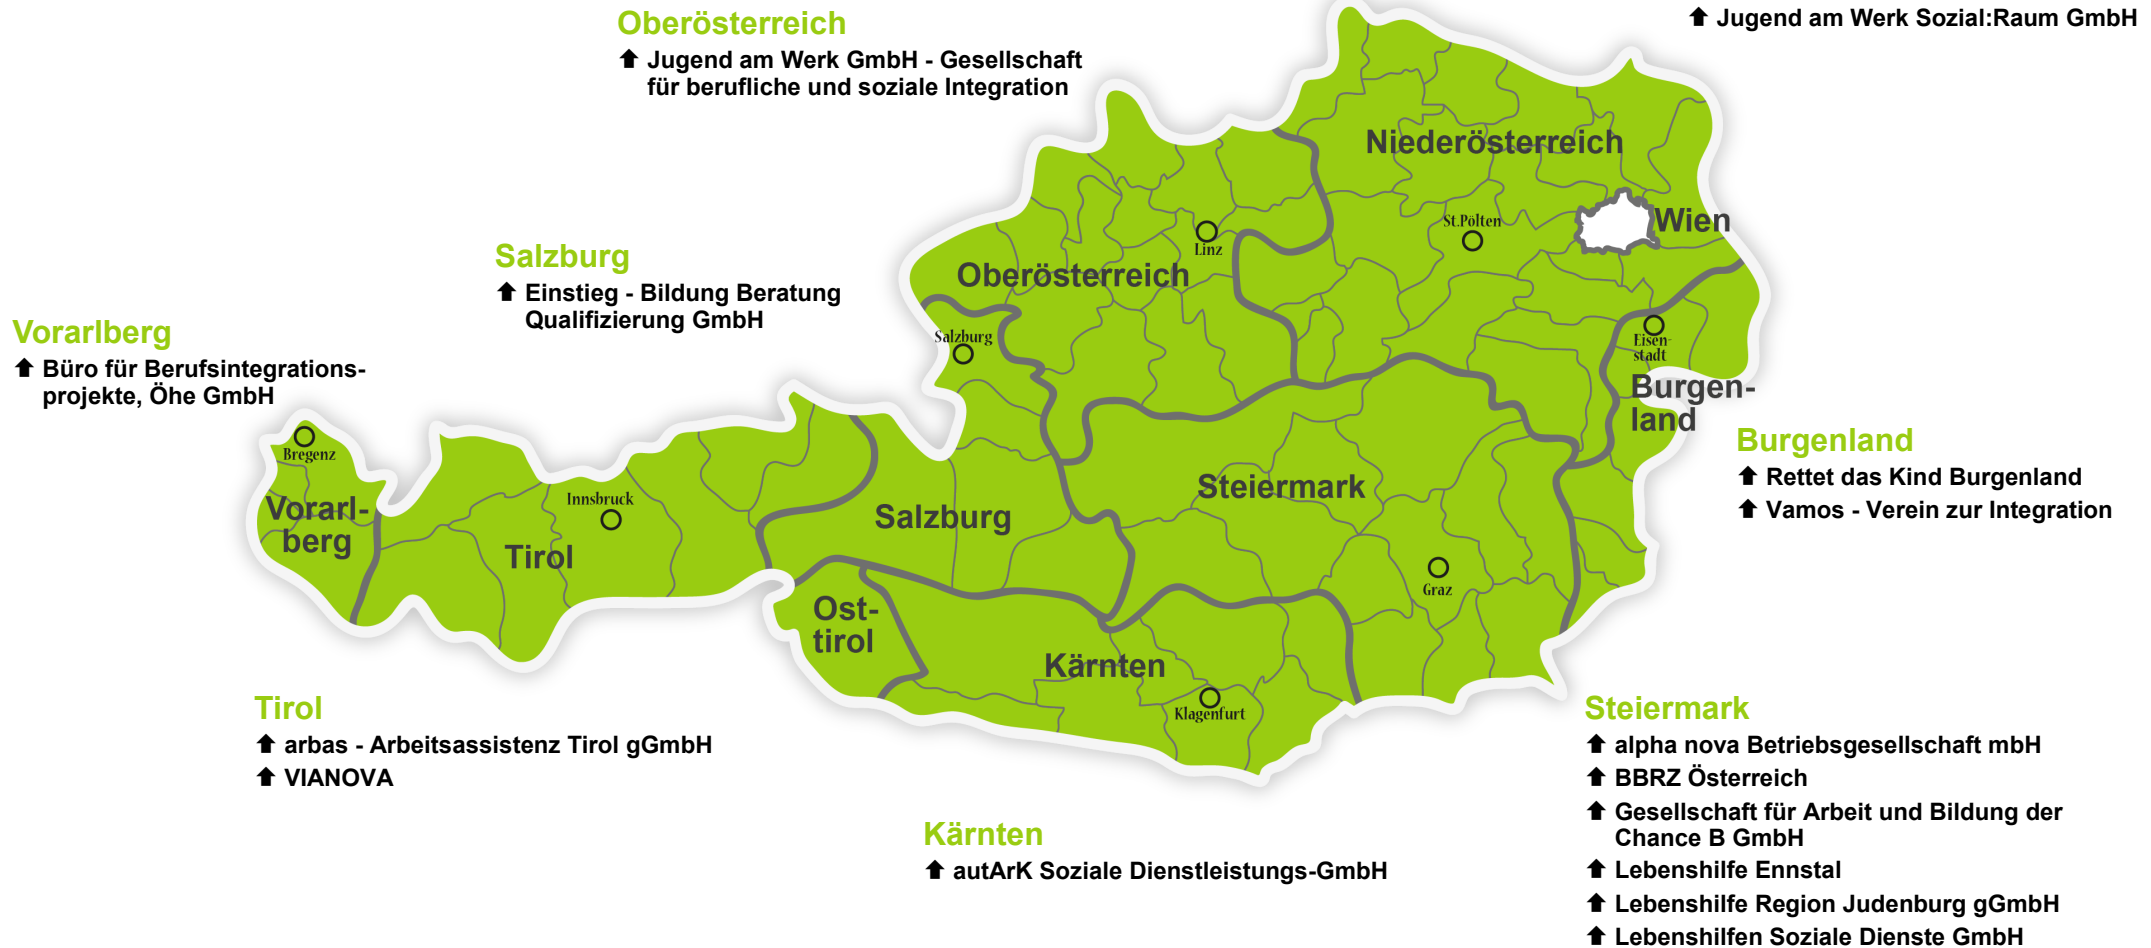 Oberösterreich
Jugend am Werk GmbH - Gesellschaft
für berufliche und soziale Integration
Jugend am Werk Sozial:Raum GmbH
Salzburg
Einstieg - Bildung Beratung
Qualifizierung GmbH
Vorarlberg
Büro für Berufsintegrations-
projekte, Öhe GmbH
Niederösterreich
St.Pölten
Wien
Linz
Oberösterreich
Salzburg
Eisen-
stadt
Burgen-
land
Bregenz
Vorarl-
berg
Innsbruck
Tirol
Salzburg
Steiermark
Graz
Ost-
tirol
Kärnten
Klagenfurt
Burgenland
Rettet das Kind Burgenland
Vamos - Verein zur Integration
Tirol
arbas - Arbeitsassistenz Tirol gGmbH
VIANOVA
Kärnten
autArK Soziale Dienstleistungs-GmbH
Steiermark
alpha nova Betriebsgesellschaft mbH
BBRZ Österreich
Gesellschaft für Arbeit und Bildung der
Chance B GmbH
Lebenshilfe Ennstal
Lebenshilfe Region Judenburg gGmbH
Lebenshilfen Soziale Dienste GmbH